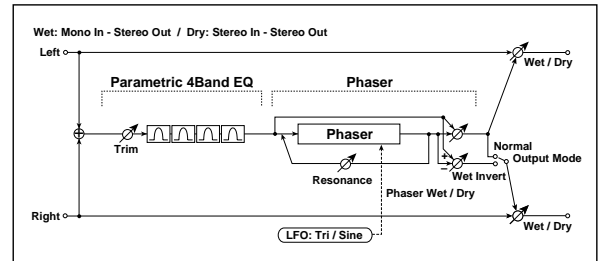 Wet: Mono In - Stereo Out / Dry: Stereo In - Stereo Out
Left
Wet / Dry
Parametric 4Band EQ
Phaser
Phaser
Trim
Resonance
+
–
Normal
Output Mode
Wet Invert
Phaser Wet / Dry
Right
LFO: Tri / Sine
Wet / Dry